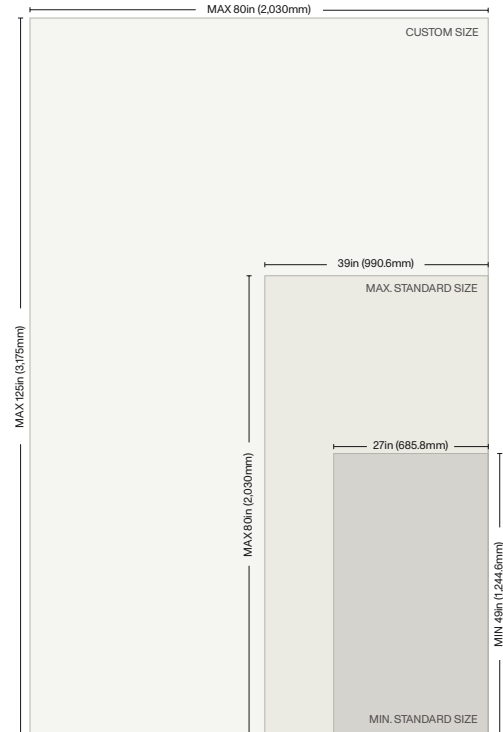 MAX 80in (2,030mm)
CUSTOM SIZE
39in (990.6mm)
MAX. STANDARD SIZE
MAX 125in (3,175mm)
27in (685.8mm)
MAX 80in (2,030mm)
MIN 49in (1,244.6mm)
MIN. STANDARD SIZE